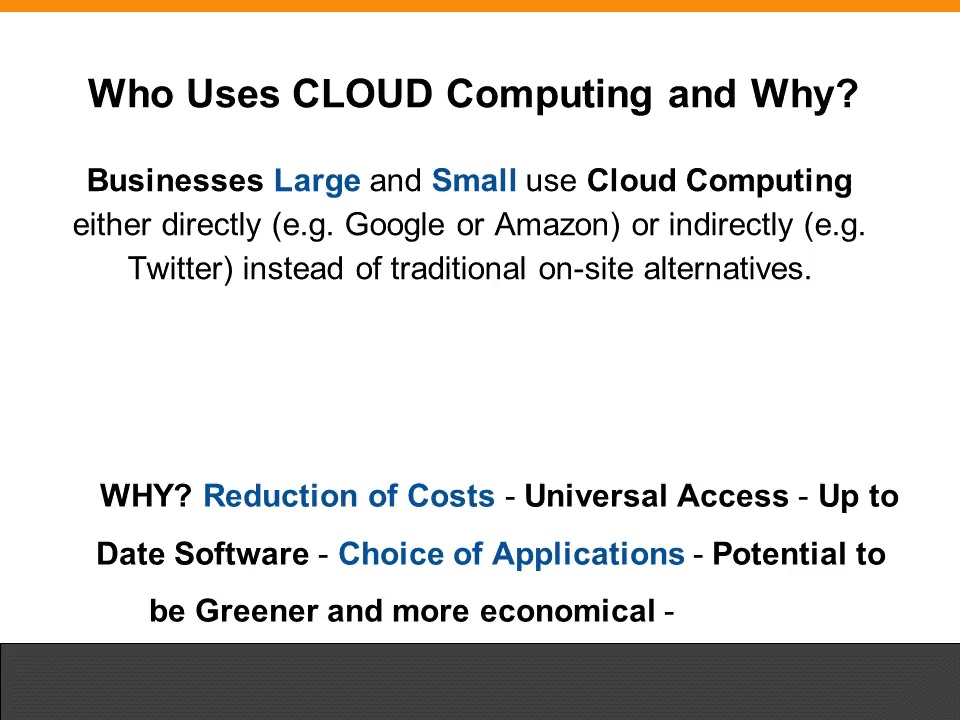 Who Uses CLOUD Computing and Why?
Businesses Large and Small use Cloud Computing
either directly (e.g. Google or Amazon) or indirectly (e.g.
Twitter) instead of traditional on-site alternatives.
WHY? Reduction of Costs - Universal Access - Up to
Date Software - Choice of Applications - Potential to
be Greener and more economical -